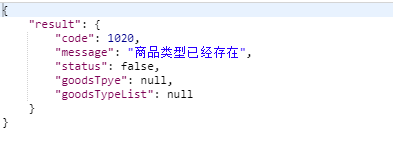 {
    "result": {
        "code": 1020,
        "message": "商品类型已经存在",
        "status": false,
        "goodsTpye": null,
        "goodsTypeList": null
    }
}